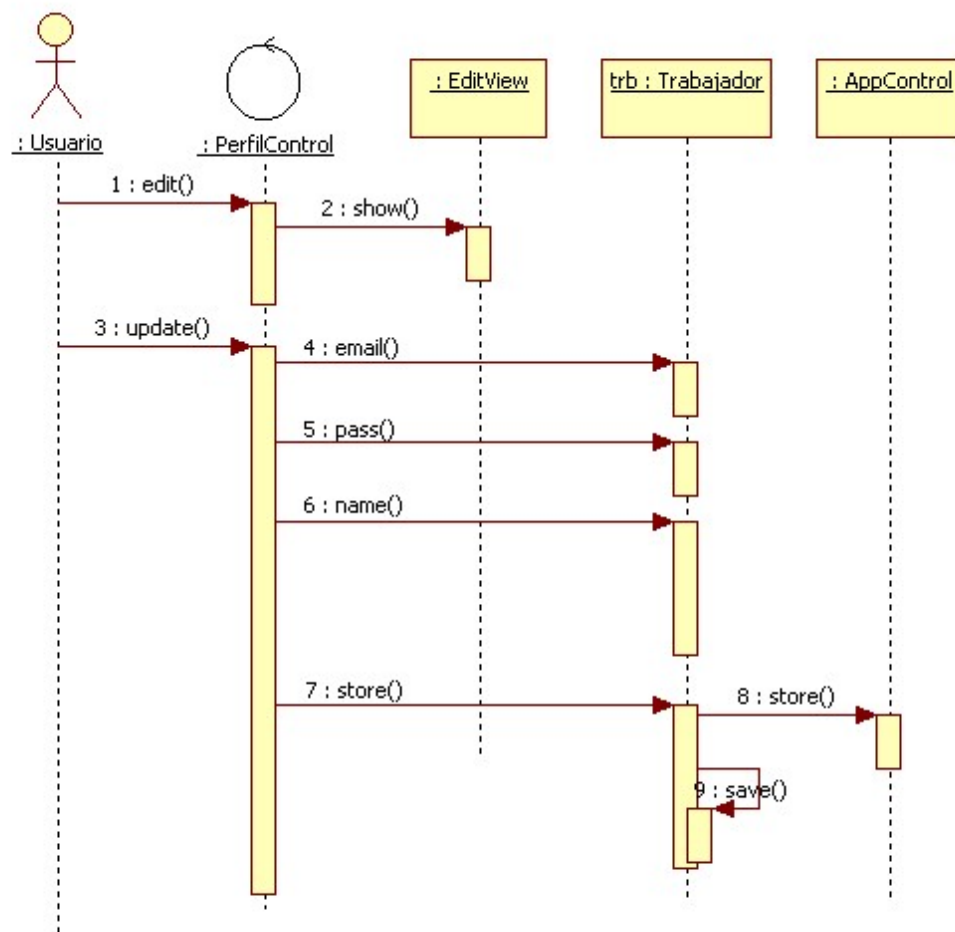 : EditView
trb : Trabajador
: AppControl
: Usuario
: PerfilControl
1 : edit()
2 : show()
3 : update()
4 : email()
5 : pass()
6 : name()
7 : store()
8 : store()
9 : save()